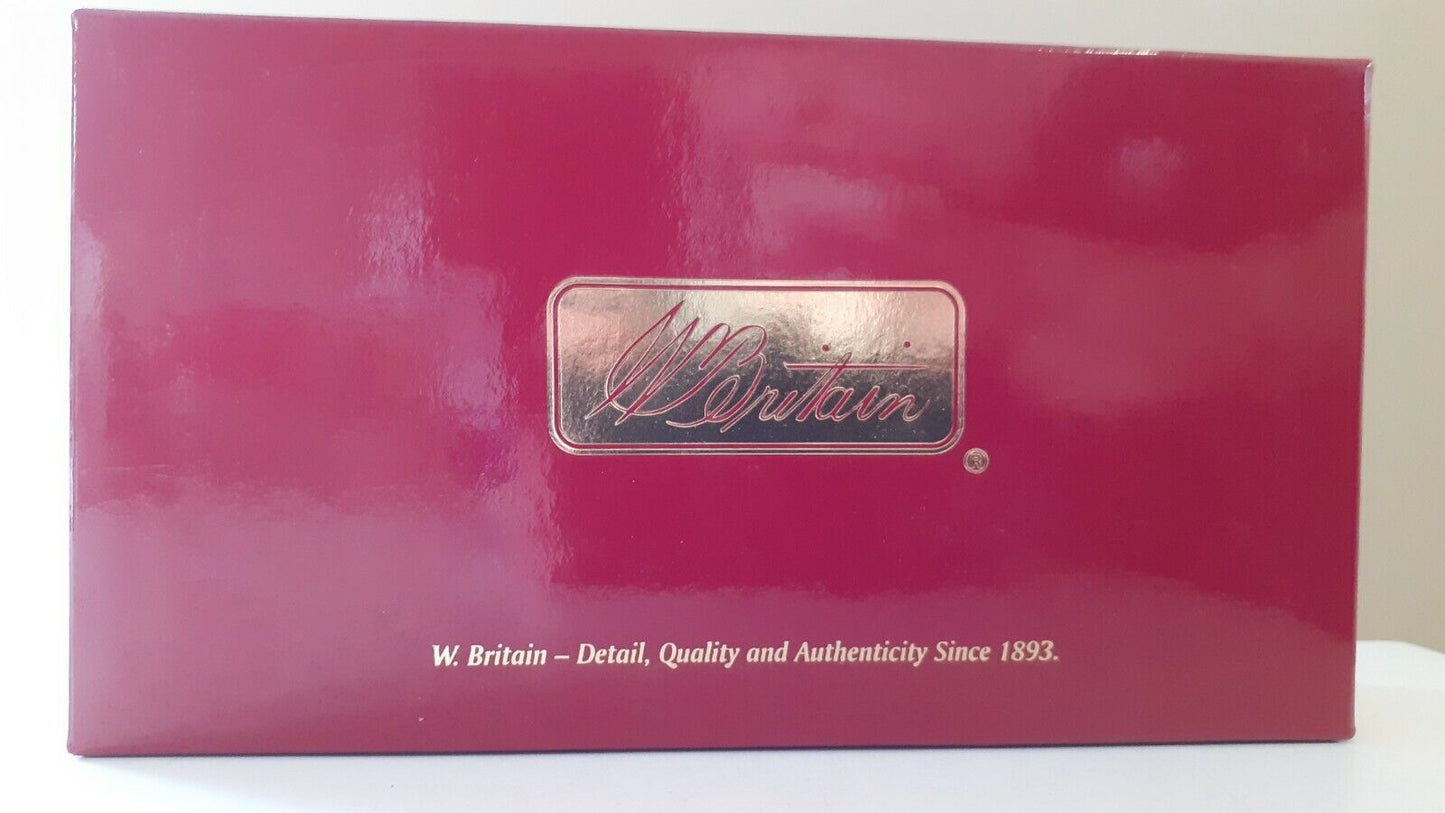 W Britain
®
W. Britain – Detail, Quality and Authenticity Since 1893.